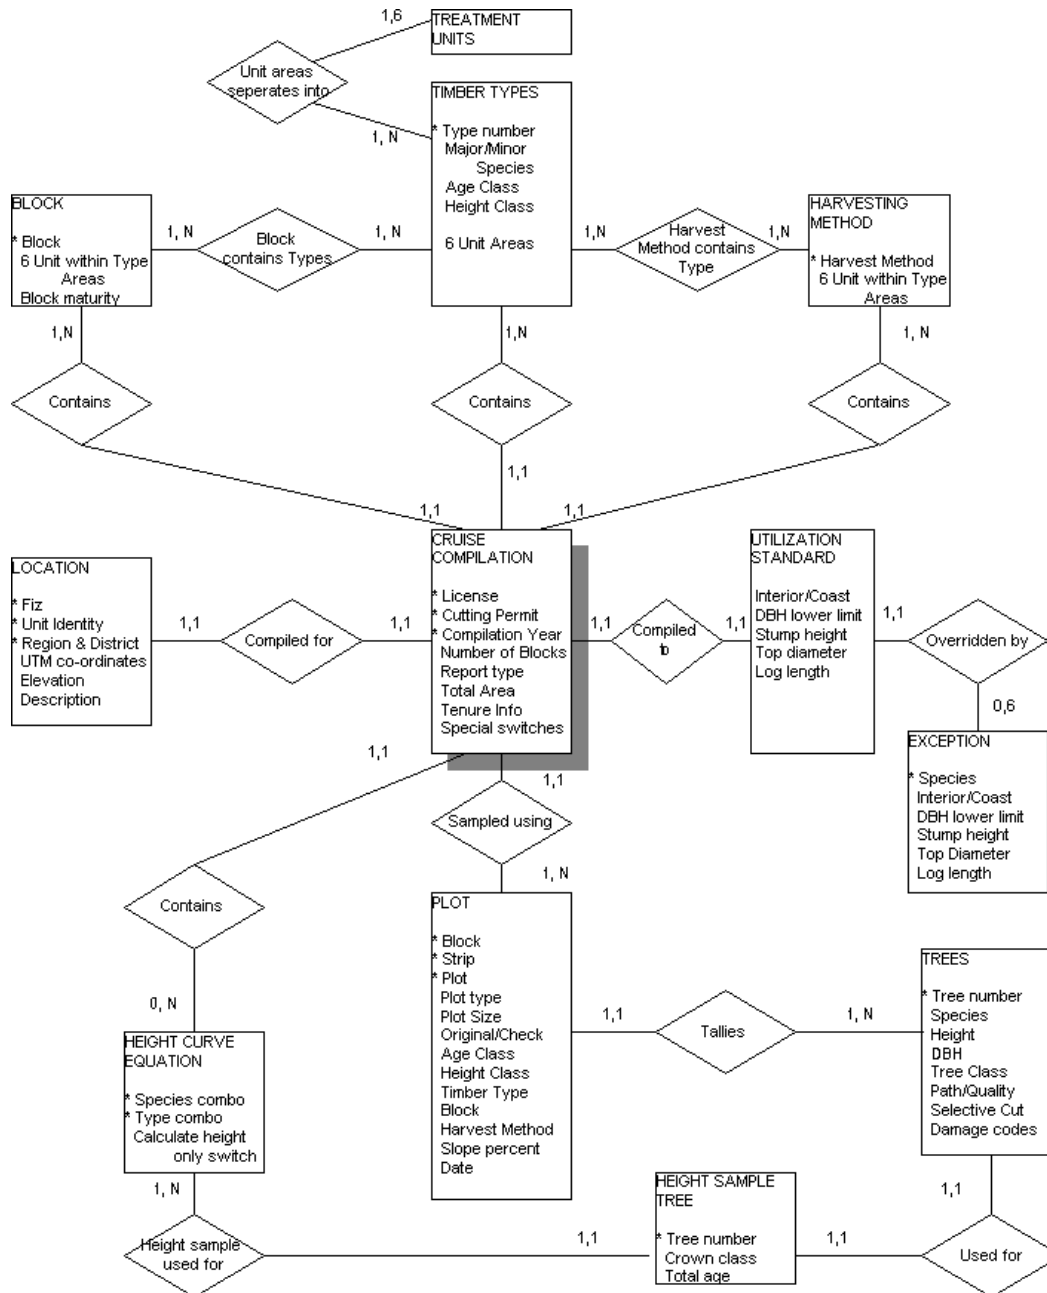 1,6
TREATMENT
UNITS
Unit areas
seperates into
TIMBER TYPES
* Type number
Major/Minor
Species
Age Class
Height Class
6 Unit Areas
1, N
BLOCK
* Block
6 Unit within Type
Areas
Block maturity
1, N
Block
contains Types
1, N
1,N
Harvest
Method contains
Type
1,N
HARVESTING
METHOD
* Harvest Method
6 Unit within Type
Areas
1,N
1,N
1, N
Contains
Contains
Contains
1,1
1,1
1,1
LOCATION
* Fiz
* Unit Identity
* Region & District
UTM co-ordinates
Elevation
Description
1,1
Compiled for
1,1
CRUISE
COMPILATION
* License
* Cutting Permit
* Compilation Year
Number of Blocks
Report type
Total Area
Tenure Info
Special switches
1,1
Compiled
to
1,1
UTILIZATION
STANDARD
Interior/Coast
DBH lower limit
Stump height
Top diameter
Log length
1,1
Overridden by
0,6
EXCEPTION
* Species
Interior/Coast
DBH lower limit
Stump height
Top Diameter
Log length
1,1
1,1
Sampled using
1, N
Contains
0, N
PLOT
* Block
* Strip
* Plot
Plot type
Plot Size
Original/Check
Age Class
Height Class
Timber Type
Block
Harvest Method
Slope percent
Date
1,1
Tallies
1, N
TREES
* Tree number
Species
Height
DBH
Tree Class
Path/Quality
Selective Cut
Damage codes
HEIGHT CURVE
EQUATION
* Species combo
* Type combo
Calculate height
only switch
1, N
Height sample
used for
1,1
HEIGHT SAMPLE
TREE
* Tree number
Crown class
Total age
1,1
Used for
1,1